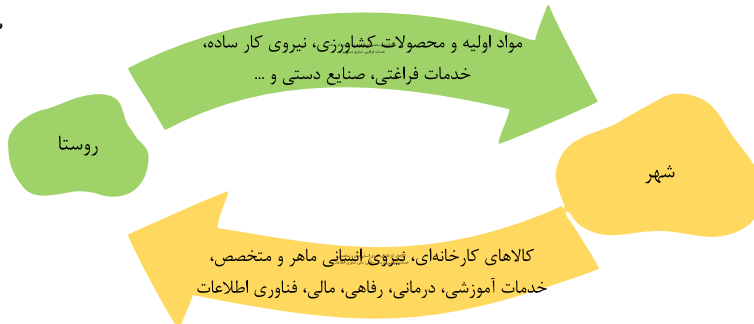 مواد اولیه و محصولات کشاورزی، نیروی کار ساده،
خدمات فراغتی، صنایع دستی و ...
روستا
شهر
کالاهای کارخانه‌ای، نیروی انسانی ماهر و متخصص،
خدمات آموزشی، درمانی، رفاهی، مالی، فناوری اطلاعات